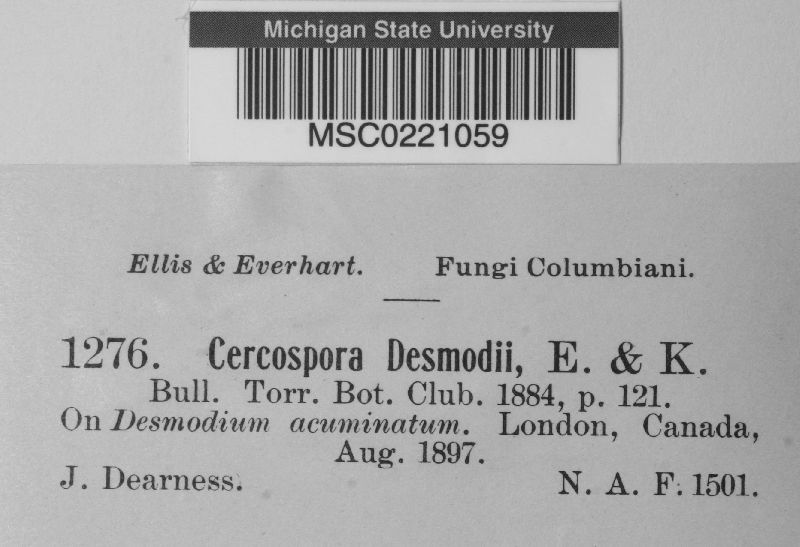 Michigan State University
MSC0221059
Ellis & Everhart. Fungi Columbiani.
1276. Cercospora Desmodii, E. & K.
Bull. Torr. Bot. Club. 1884, p. 121.
On Desmodium acuminatum. London, Canada,
Aug. 1897.
J. Dearness. N. A. F. 1501.